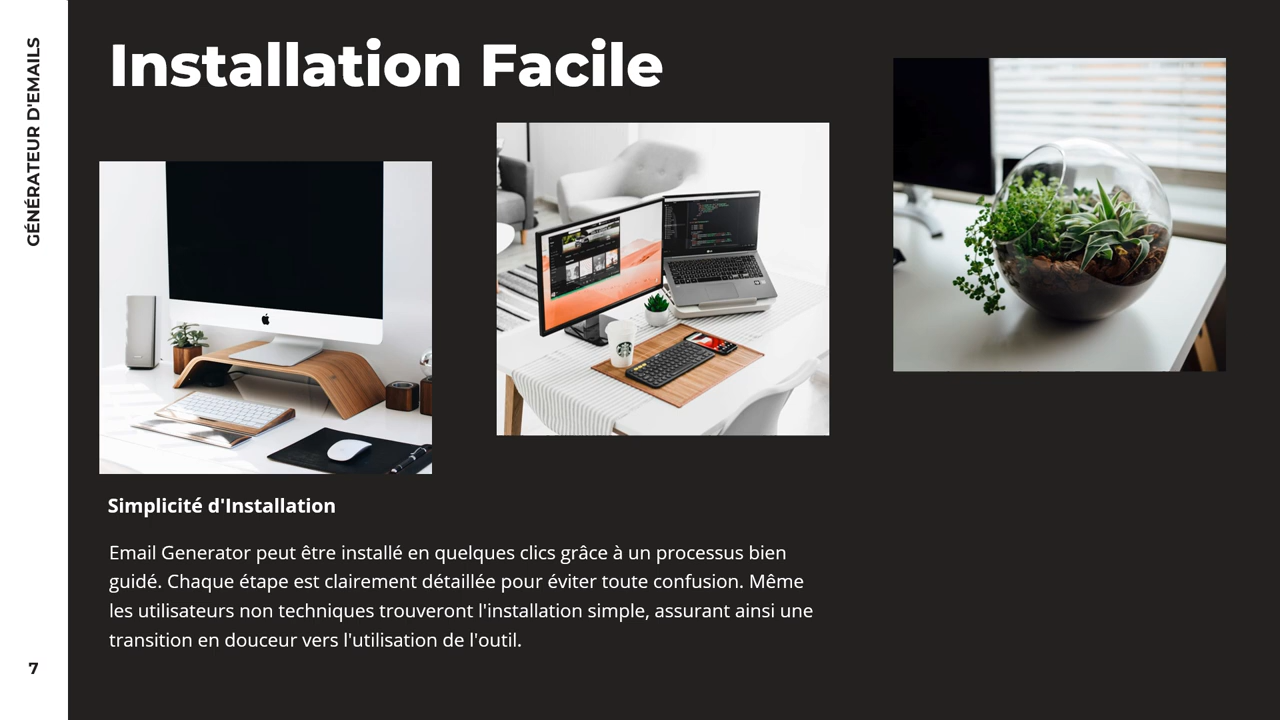 GÉNÉRATEUR D'EMAILS
Installation Facile
Simplicité d'Installation
Email Generator peut être installé en quelques clics grâce à un processus bien
guidé. Chaque étape est clairement détaillée pour éviter toute confusion. Même
les utilisateurs non techniques trouveront l'installation simple, assurant ainsi une
transition en douceur vers l'utilisation de l'outil.
7